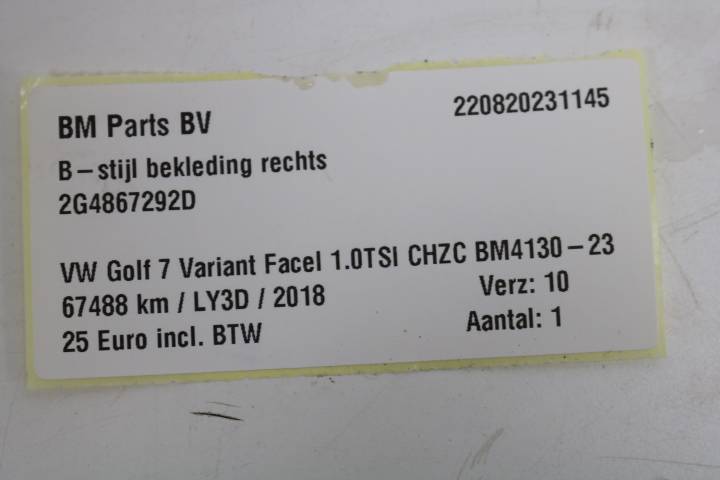 BM Parts BV 220820231145
B-stijl bekleding rechts
2G4867292D
VW Golf 7 Variant Facel 1.0TSI CHZC BM4130-23
67488 km / LY3D / 2018 Verz: 10
25 Euro incl. BTW Aantal: 1